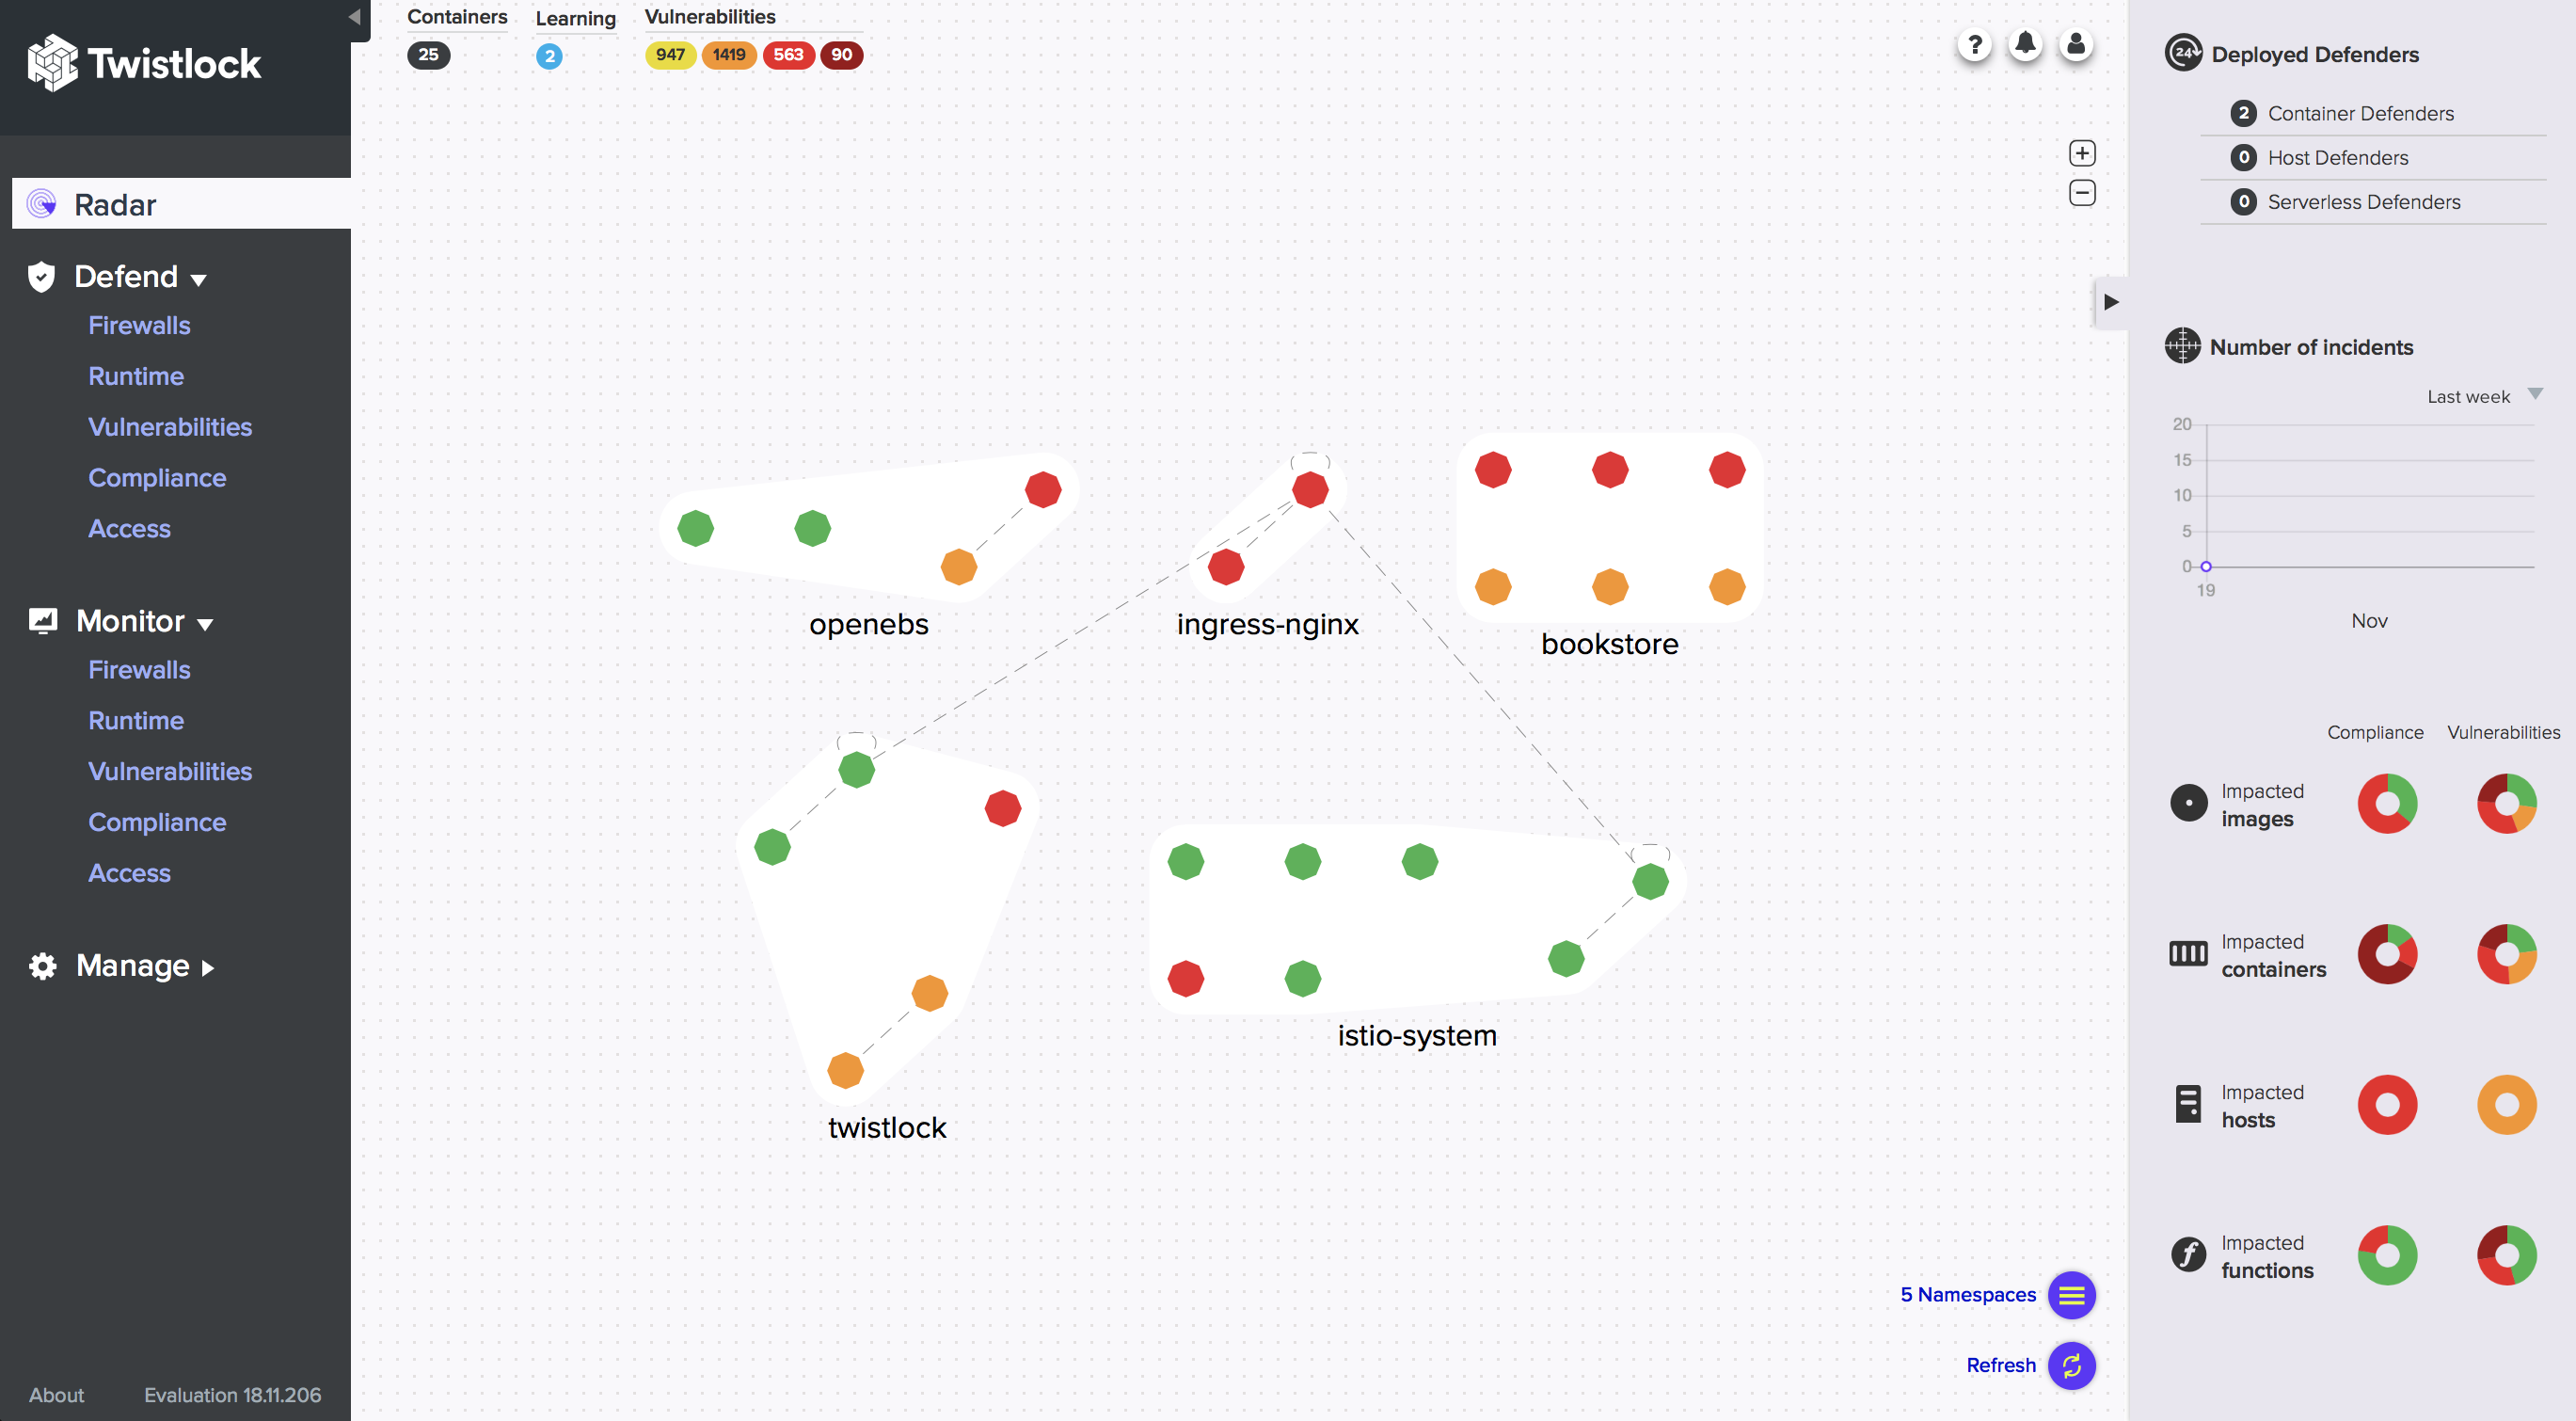 Twistlock
Radar
Defend
Firewalls
Runtime
Vulnerabilities
Compliance
Access
Monitor
Firewalls
Runtime
Vulnerabilities
Compliance
Access
Manage
About Evaluation 18.11.206
Containers Learning Vulnerabilities
25 2 947 1419 563 90
?
openebs
ingress-nginx
bookstore
twistlock
istio-system
5 Namespaces
Refresh
24 Deployed Defenders
2 Container Defenders
0 Host Defenders
0 Serverless Defenders
Number of incidents
Last week
20
15
10
5
0
19
Nov
Compliance Vulnerabilities
Impacted
images
Impacted
containers
Impacted
hosts
f Impacted
functions